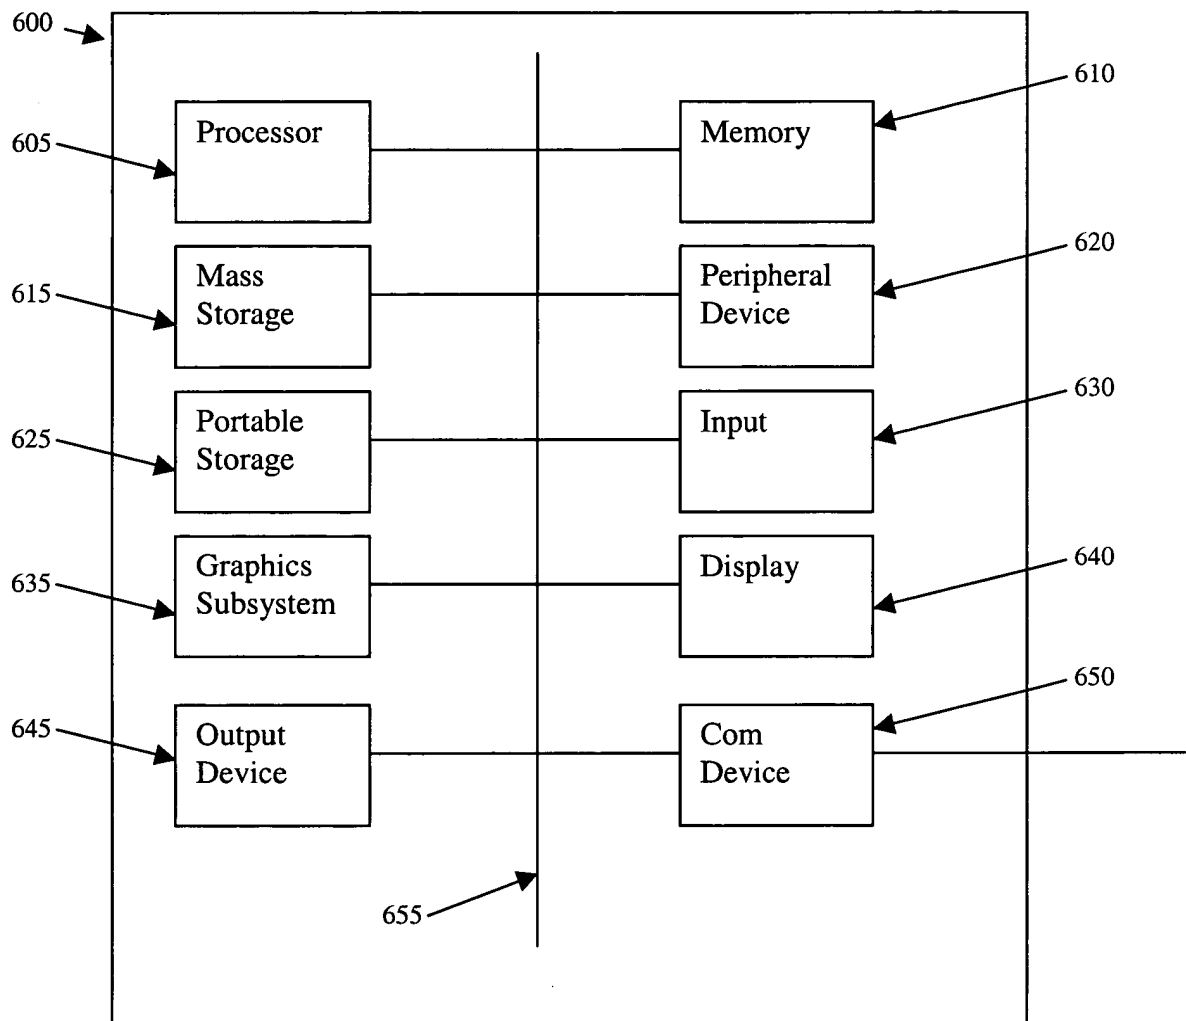 600
610
Processor
Memory
605
620
Mass
Storage
Peripheral
Device
615
630
Portable
Storage
Input
625
Graphics
Subsystem
Display
640
635
650
Output
Device
Com
Device
645
655